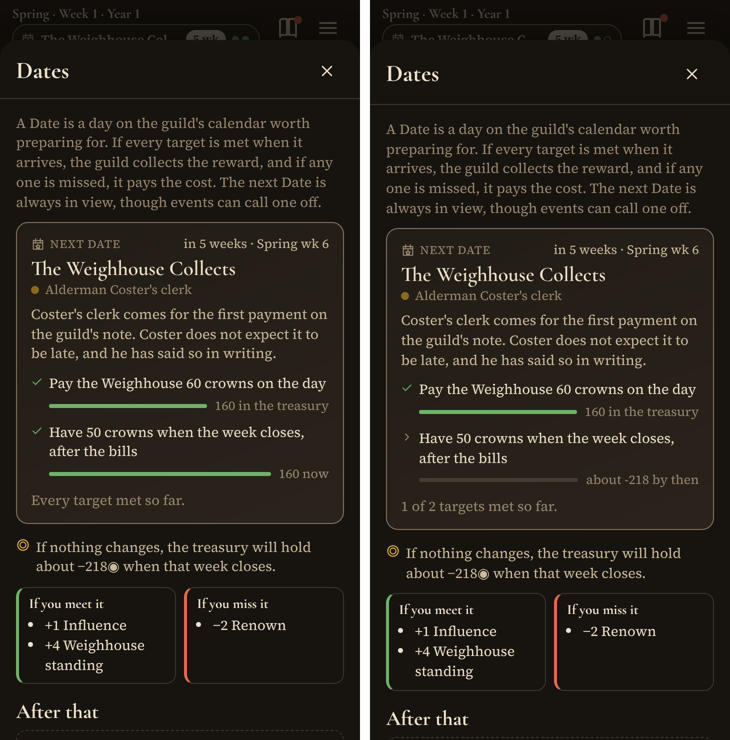 Spring · Week 1 · Year 1
The Weighhouse Col
5 wk
Dates
A Date is a day on the guild's calendar worth
preparing for. If every target is met when it
arrives, the guild collects the reward, and if any
one is missed, it pays the cost. The next Date is
always in view, though events can call one off.
NEXT DATE
in 5 weeks · Spring wk 6
The Weighhouse Collects
Alderman Coster's clerk
Coster's clerk comes for the first payment on
the guild's note. Coster does not expect it to
be late, and he has said so in writing.
Pay the Weighhouse 60 crowns on the day
160 in the treasury
Have 50 crowns when the week closes,
after the bills
160 now
Every target met so far.
If nothing changes, the treasury will hold
about −218◉ when that week closes.
If you meet it
+1 Influence
+4 Weighhouse
standing
If you miss it
−2 Renown
After that
Spring · Week 1 · Year 1
The Weighhouse C
5 wk
Dates
A Date is a day on the guild's calendar worth
preparing for. If every target is met when it
arrives, the guild collects the reward, and if any
one is missed, it pays the cost. The next Date is
always in view, though events can call one off.
NEXT DATE
in 5 weeks · Spring wk 6
The Weighhouse Collects
Alderman Coster's clerk
Coster's clerk comes for the first payment on
the guild's note. Coster does not expect it to
be late, and he has said so in writing.
Pay the Weighhouse 60 crowns on the day
160 in the treasury
Have 50 crowns when the week closes,
after the bills
about -218 by then
1 of 2 targets met so far.
If nothing changes, the treasury will hold
about −218◉ when that week closes.
If you meet it
+1 Influence
+4 Weighhouse
standing
If you miss it
−2 Renown
After that